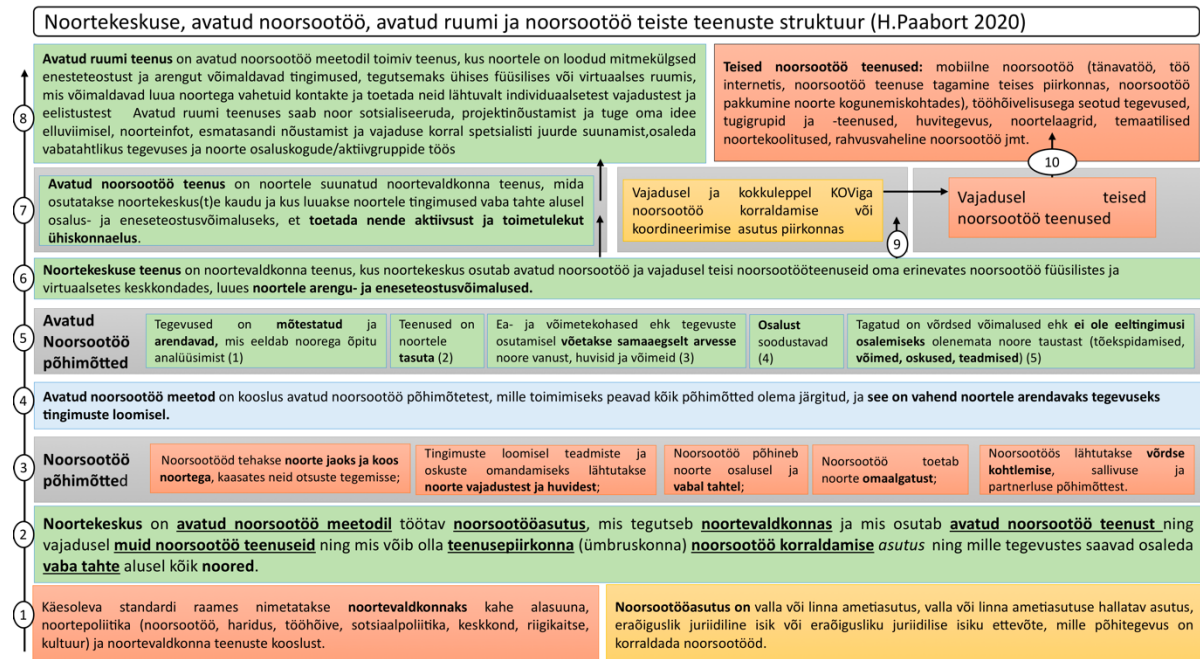 Noortekeskuse, avatud noorsootöö, avatud ruumi ja noorsootöö teiste teenuste struktuur (H.Paabort 2020)
Avatud ruumi teenus on avatud noorsootöö meetodil toimiv teenus, kus noortele on loodud mitmekülgsed
enesteteostust ja arengut võimaldavad tingimused, tegutsemaks ühises füüsilises või virtuaalses ruumis,
mis võimaldavad luua noortega vahetuid kontakte ja toetada neid lähtuvalt individuaalsetest vajadustest ja
eelistustest Avatud ruumi teenuses saab noor sotsialiseeruda, projektinõustamist ja tuge oma idee
elluviimisel, noorteinfot, esmatasandi nõustamist ja vajaduse korral spetsialisti juurde suunamist,osaleda
vabatahtlikus tegevuses ja noorte osaluskogude/aktiivgruppide töös
Teised noorsootöö teenused: mobiilne noorsootöö (tänavatöö, töö
internetis, noorsootöö teenuse tagamine teises piirkonnas, noorsootöö
pakkumine noorte kogunemiskohtades), tööhõivelisusega seotud tegevused,
tugigrupid ja -teenused, huvitegevus, noortelaagrid, temaatilised
noortekoolitused, rahvusvaheline noorsootöö jmt.
8
10
Avatud noorsootöö teenus on noortele suunatud noortevaldkonna teenus, mida
osutatakse noortekeskus(t)e kaudu ja kus luuakse noortele tingimused vaba tahte alusel
osalus- ja eneseteostusvõimaluseks, et toetada nende aktiivsust ja toimetulekut
ühiskonnaelus.
Vajadusel ja kokkuleppel KOViga
noorsootöö korraldamise või
koordineerimise asutus piirkonnas
Vajadusel teised
noorsootöö teenused
7
9
Noortekeskuse teenus on noortevaldkonna teenus, kus noortekeskus osutab avatud noorsootöö ja vajadusel teisi noorsootööteenuseid oma erinevates noorsootöö füüsilistes ja
virtuaalsetes keskkondades, luues noortele arengu- ja eneseteostusvõimalused.
6
Avatud
Noorsootöö
põhimõtted
5
Tegevused on mõtestatud ja
arendavad, mis eeldab noorega õpitu
analüüsimist (1)
Teenused on
noortele
tasuta (2)
Ea- ja võimetekohased ehk tegevuste
osutamisel võetakse samaaegselt arvesse
noore vanust, huvisid ja võimeid (3)
Osalust
soodustavad
(4)
Tagatud on võrdsed võimalused ehk ei ole eeltingimusi
osalemiseks olenemata noore taustast (tõekspidamised,
võimed, oskused, teadmised) (5)
4
Avatud noorsootöö meetod on kooslus avatud noorsootöö põhimõtetest, mille toimimiseks peavad kõik põhimõtted olema järgitud, ja see on vahend noortele arendavaks tegevuseks
tingimuste loomisel.
3
Noorsootöö
põhimõtted
Noorsootööd tehakse noorte jaoks ja koos
noortega, kaasates neid otsuste tegemisse;
Tingimuste loomisel teadmiste ja
oskuste omandamiseks lähtutakse
noorte vajadustest ja huvidest;
Noorsootöö põhineb
noorte osalusel ja
vabal tahtel;
Noorsootöö toetab
noorte omaalgatust;
Noorsootöös lähtutakse võrdse
kohtlemise, sallivuse ja
partnerluse põhimõttest.
2
Noortekeskus on avatud noorsootöö meetodil töötav noorsootööasutus, mis tegutseb noortevaldkonnas ja mis osutab avatud noorsootöö teenust ning
vajadusel muid noorsootöö teenuseid ning mis võib olla teenusepiirkonna (ümbruskonna) noorsootöö korraldamise asutus ning mille tegevustes saavad osaleda
vaba tahte alusel kõik noored.
1
Käesoleva standardi raames nimetatakse noortevaldkonnaks kahe alasuuna,
noortepoliitika (noorsootöö, haridus, tööhõive, sotsiaalpoliitika, keskkond, riigikaitse,
kultuur) ja noortevaldkonna teenuste kooslust.
Noorsootööasutus on valla või linna ametiasutus, valla või linna ametiasutuse hallatav asutus,
eraõiguslik juriidiline isik või eraõigusliku juriidilise isiku ettevõte, mille põhitegevus on
korraldada noorsootööd.